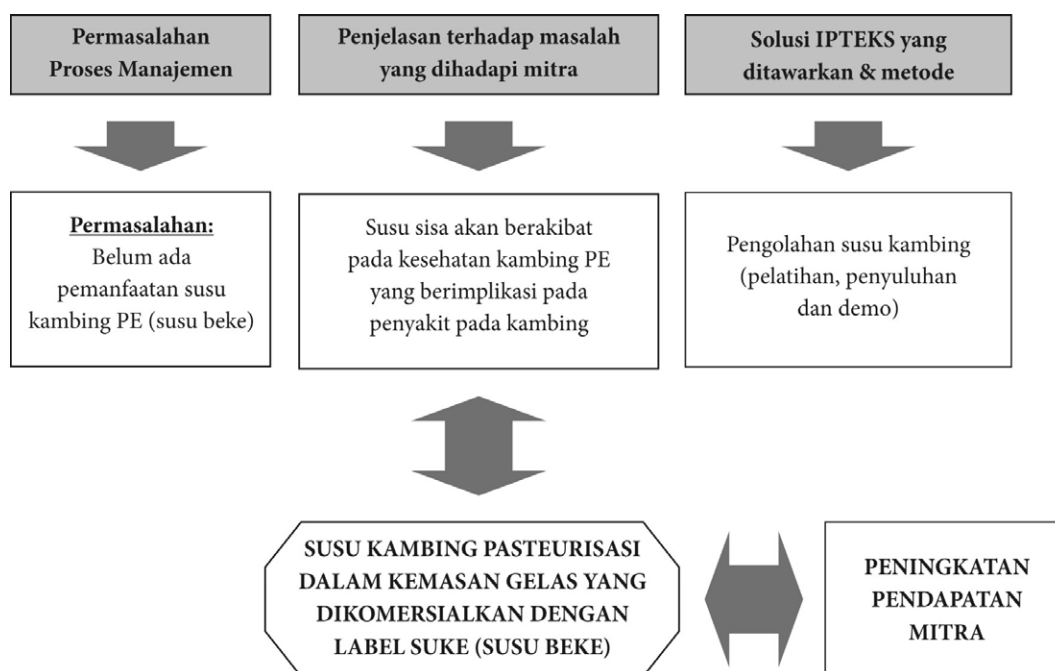 Permasalahan
Proses Manajemen
Penjelasan terhadap masalah
yang dihadapi mitra
Solusi IPTEKS yang
ditawarkan & metode
Permasalahan:
Belum ada
pemanfaatan susu
kambing PE (susu beke)
Susu sisa akan berakibat
pada kesehatan kambing PE
yang berimplikasi pada
penyakit pada kambing
Pengolahan susu kambing
(pelatihan, penyuluhan
dan demo)
SUSU KAMBING PASTEURISASI
DALAM KEMASAN GELAS YANG
DIKOMERSIALKAN DENGAN
LABEL SUKE (SUSU BEKE)
PENINGKATAN
PENDAPATAN
MITRA